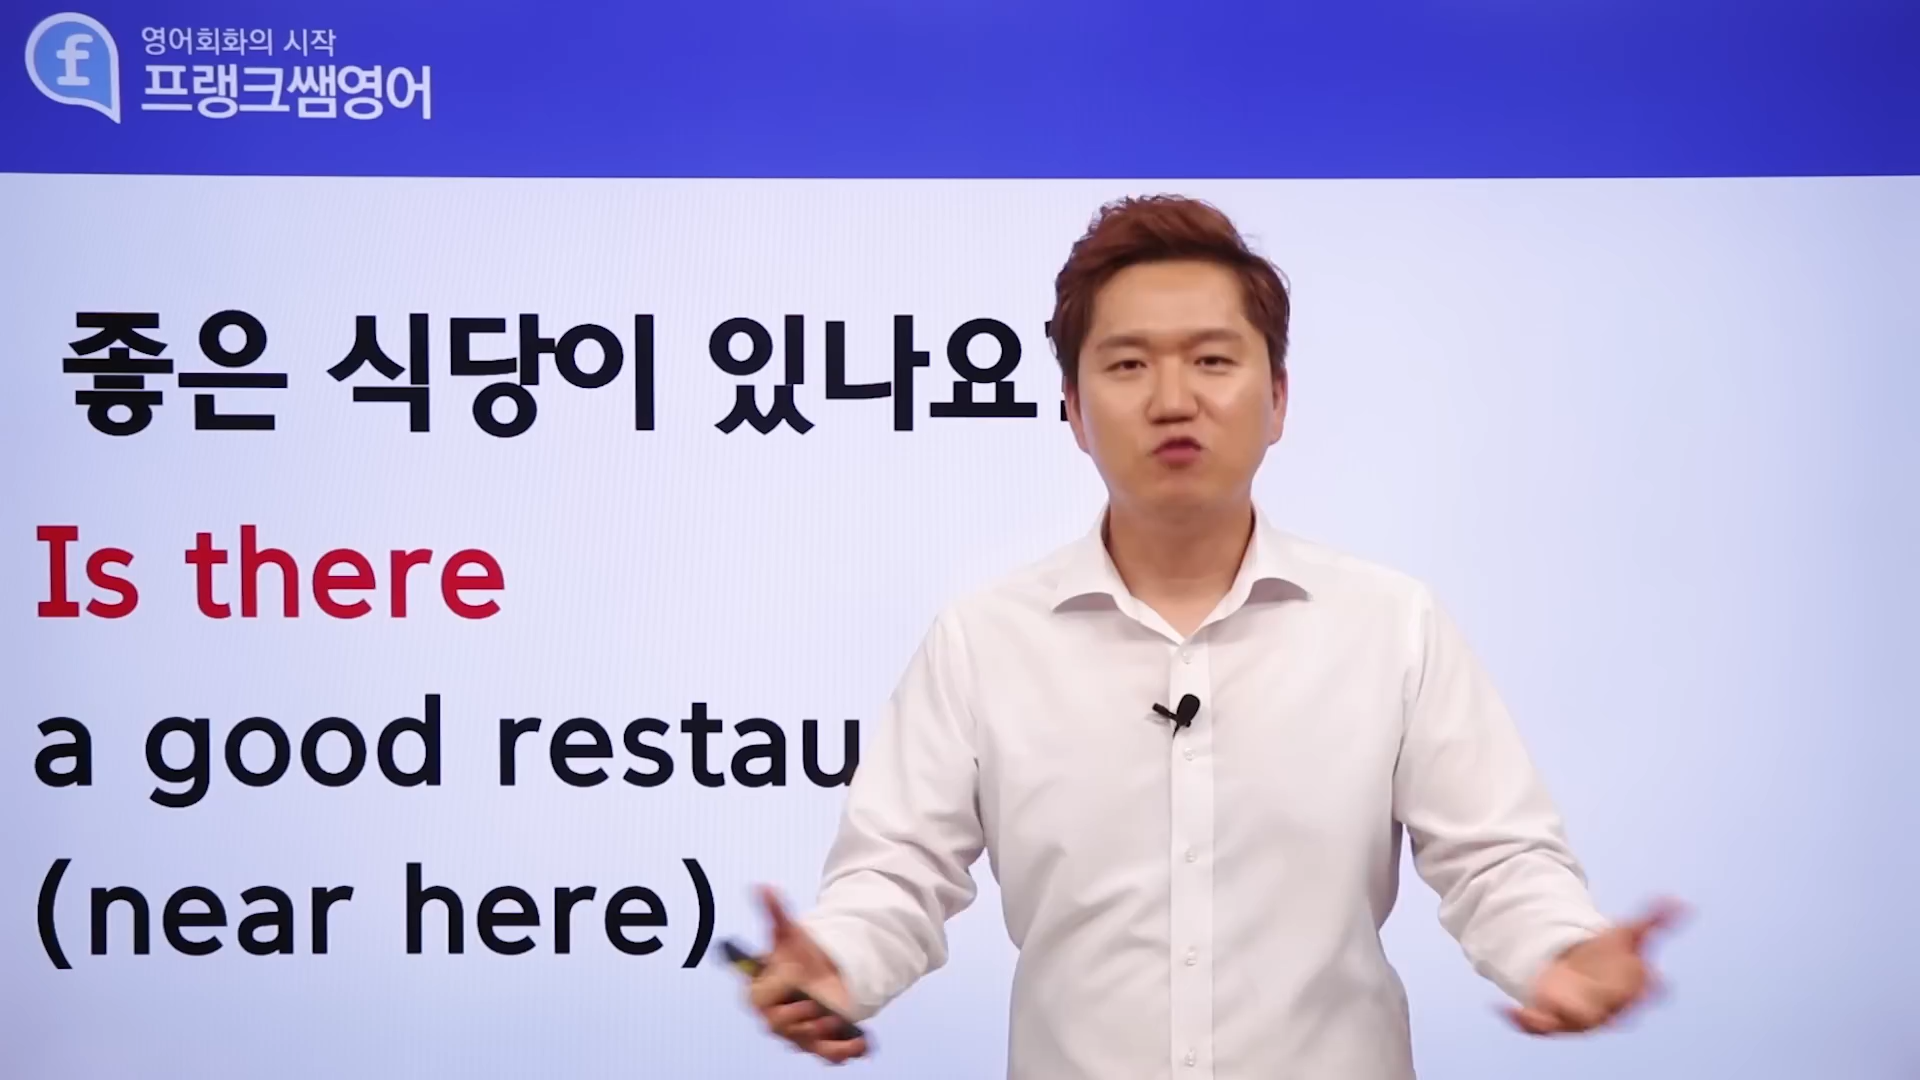 영어회화의 시작
프랭크쌤영어
좋은 식당이 있나요?
Is there
a good restau
(near here)